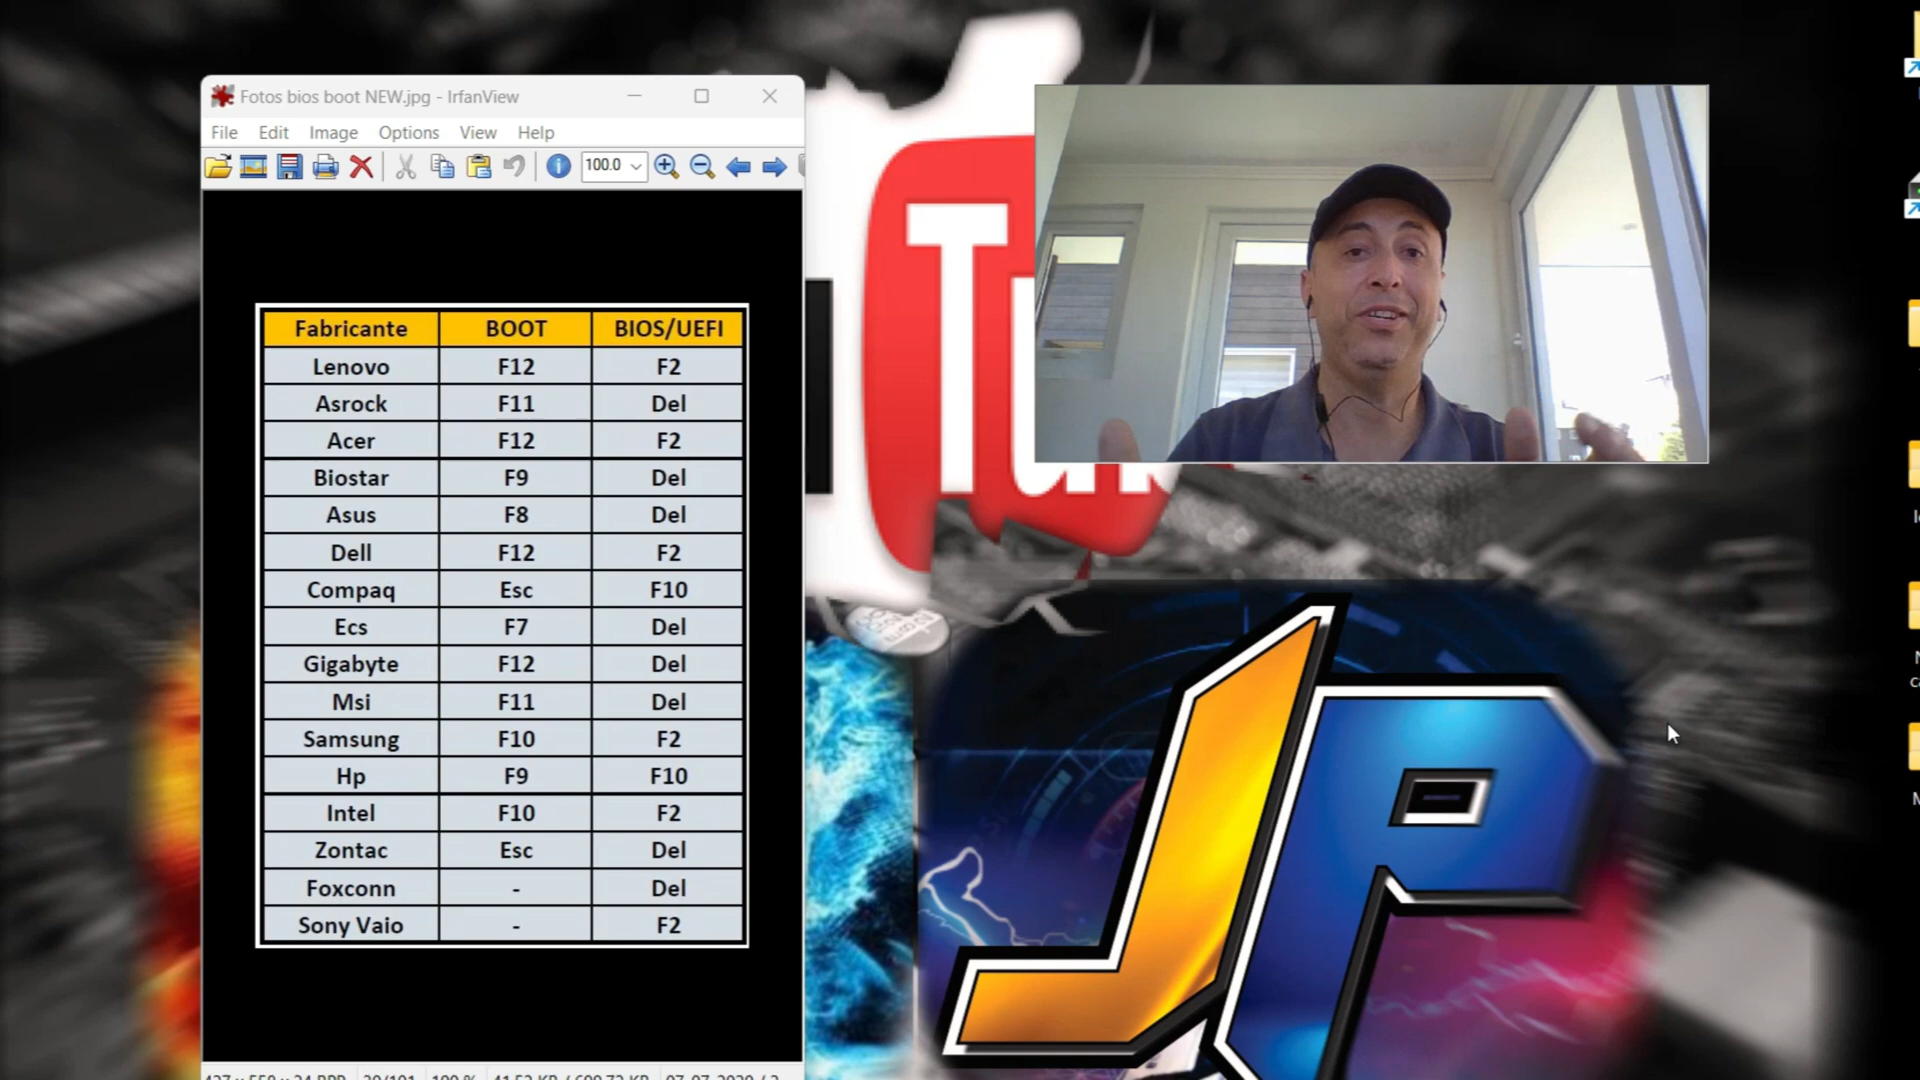 Fotos bios boot NEW.jpg - IrfanView
File Edit Image Options View Help
100.0
Fabricante BOOT BIOS/UEFI
Lenovo F12 F2
Asrock F11 Del
Acer F12 F2
Biostar F9 Del
Asus F8 Del
Dell F12 F2
Compaq Esc F10
Ecs F7 Del
Gigabyte F12 Del
Msi F11 Del
Samsung F10 F2
Hp F9 F10
Intel F10 F2
Zontac Esc Del
Foxconn - Del
Sony Vaio - F2
JP